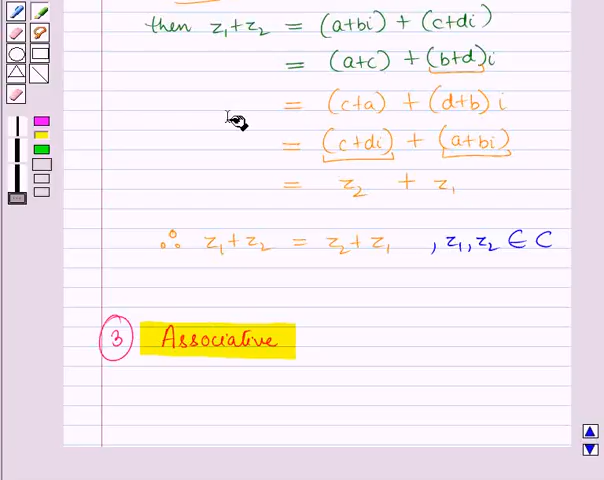 then z₁+z₂ = (a+bi) + (c+di)
= (a+c) + (b+d)i
= (c+a) + (d+b) i
= (c+di) + (a+bi)
= z₂ + z₁
∴ z₁+z₂ = z₂+z₁ , z₁, z₂ ∈ C
3 Associative